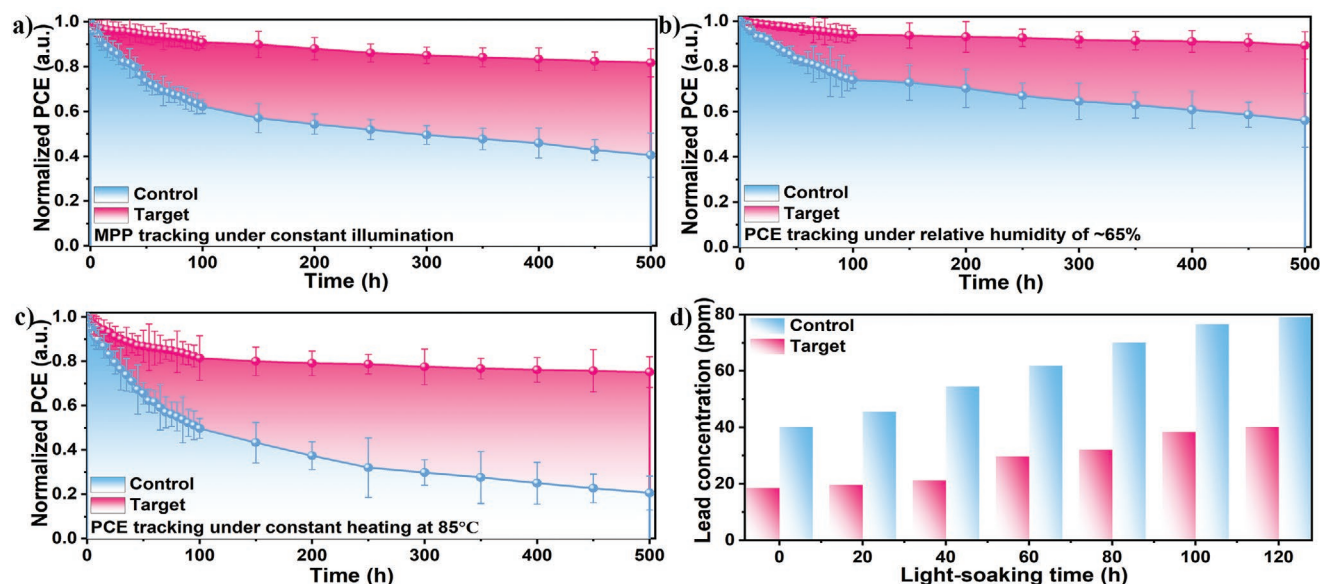 a)
Normalized PCE (a.u.)
1.0
0.8
0.6
0.4
0.2
0.0
Control
Target
MPP tracking under constant illumination
0 100 200 300 400 500
Time (h)
b)
Normalized PCE (a.u.)
1.0
0.8
0.6
0.4
0.2
0.0
Control
Target
PCE tracking under relative humidity of ~65%
0 100 200 300 400 500
Time (h)
c)
Normalized PCE (a.u.)
1.0
0.8
0.6
0.4
0.2
0.0
Control
Target
PCE tracking under constant heating at 85°C
0 100 200 300 400 500
Time (h)
d)
Lead concentration (ppm)
80
60
40
20
0
Control
Target
0 20 40 60 80 100 120
Light-soaking time (h)